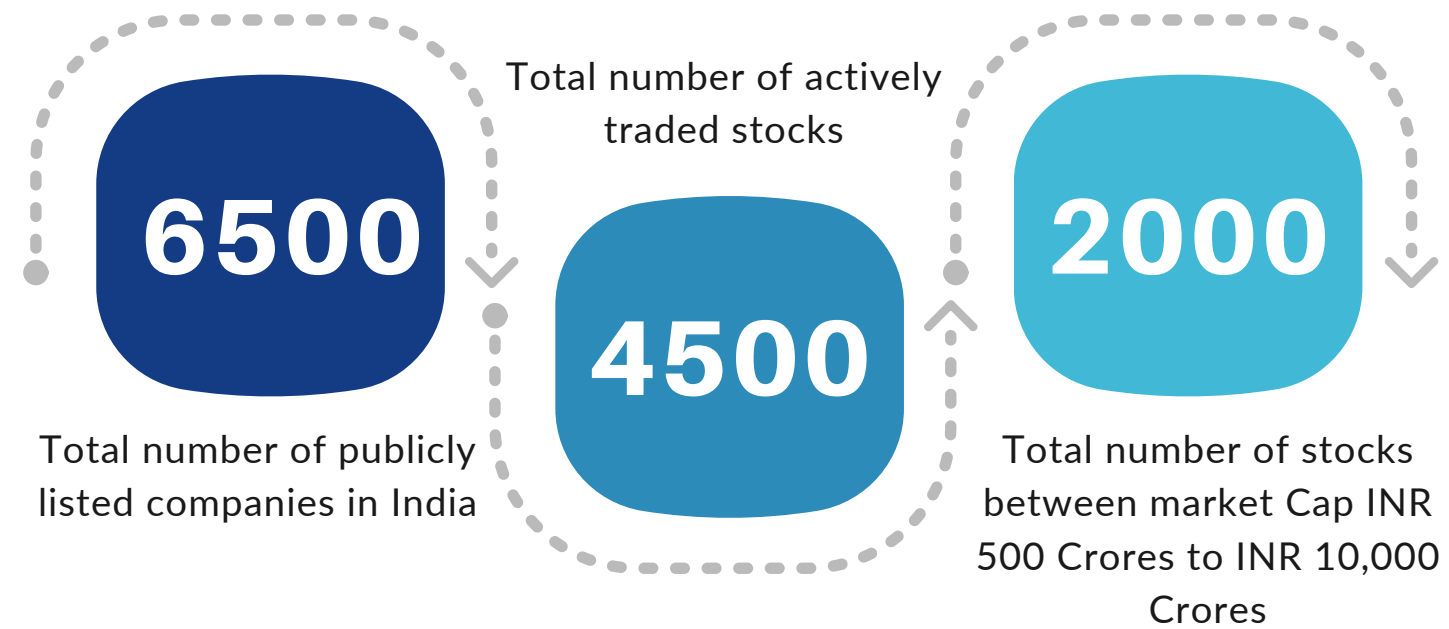 6500
Total number of publicly
listed companies in India
Total number of actively
traded stocks
4500
2000
Total number of stocks
between market Cap INR
500 Crores to INR 10,000
Crores